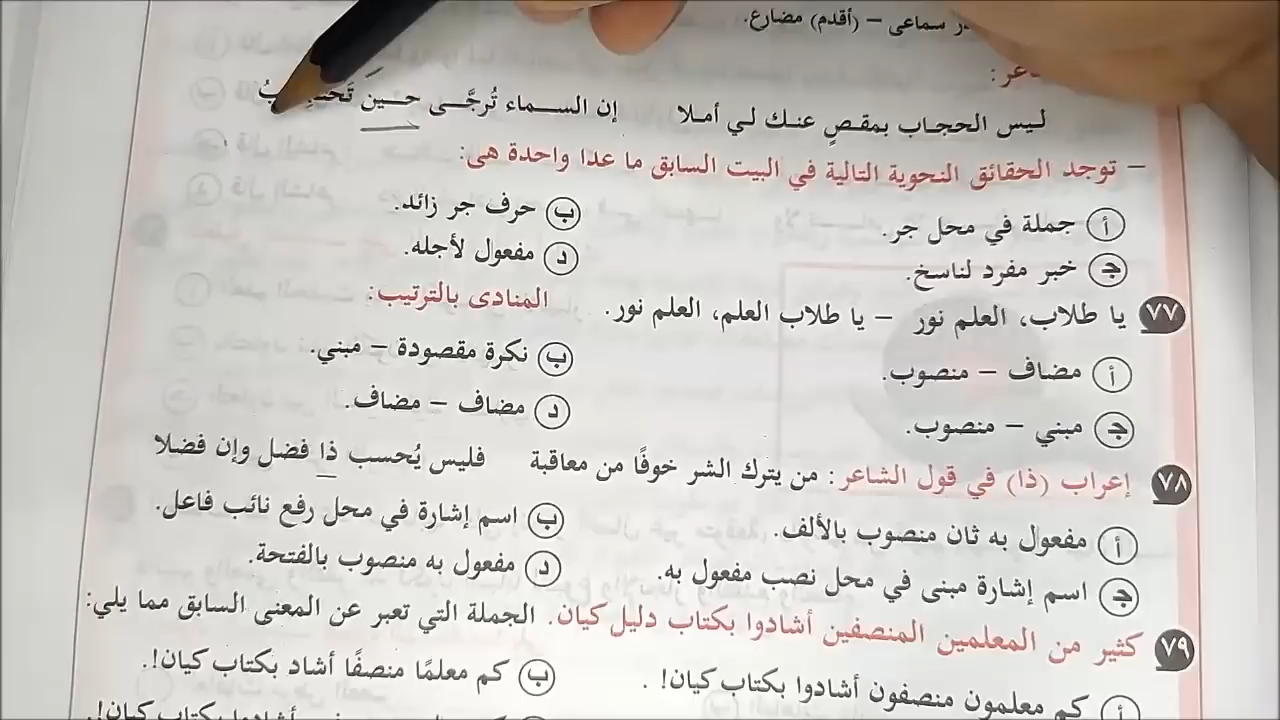 در سماعى – (أقدم) مضارع.
ليس الحجاب بمقصٍ عنك لي أملا إن السماء تُرجَّى حينَ تَحتجِبُ
– توجد الحقائق النحوية التالية في البيت السابق ما عدا واحدة هى:
أ جملة في محل جر. ب حرف جر زائد.
ج خبر مفرد لناسخ. د مفعول لأجله.
٧٧ يا طلاب، العلم نور – يا طلاب العلم، العلم نور. المنادى بالترتيب:
أ مضاف – منصوب. ب نكرة مقصودة – مبني.
ج مبني – منصوب. د مضاف – مضاف.
٧٨ إعراب (ذا) في قول الشاعر: من يترك الشر خوفًا من معاقبة فليس يُحسب ذا فضل وإن فضلا
أ مفعول به ثان منصوب بالألف. ب اسم إشارة في محل رفع نائب فاعل.
ج اسم إشارة مبنى في محل نصب مفعول به. د مفعول به منصوب بالفتحة.
٧٩ كثير من المعلمين المنصفين أشادوا بكتاب دليل كيان. الجملة التي تعبر عن المعنى السابق مما يلي:
أ كم معلمون منصفون أشادوا بكتاب كيان! . ب كم معلمًا منصفًا أشاد بكتاب كيان!.